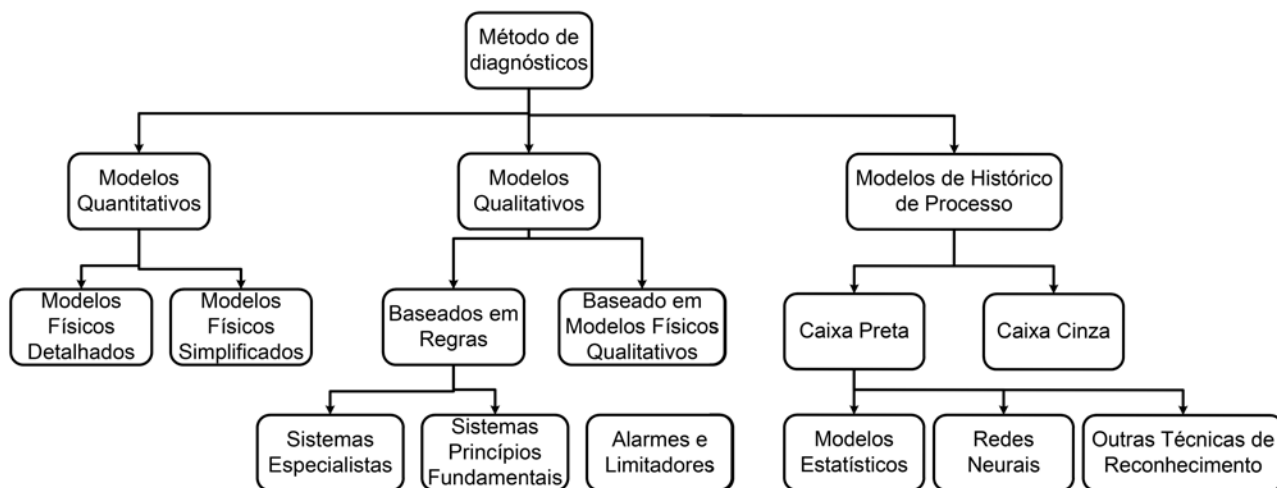 Método de
diagnósticos
Modelos
Quantitativos
Modelos
Qualitativos
Modelos de Histórico
de Processo
Modelos
Físicos
Detalhados
Modelos
Físicos
Simplificados
Baseados em
Regras
Baseado em
Modelos Físicos
Qualitativos
Caixa Preta
Caixa Cinza
Sistemas
Especialistas
Sistemas
Princípios
Fundamentais
Alarmes e
Limitadores
Modelos
Estatísticos
Redes
Neurais
Outras Técnicas de
Reconhecimento